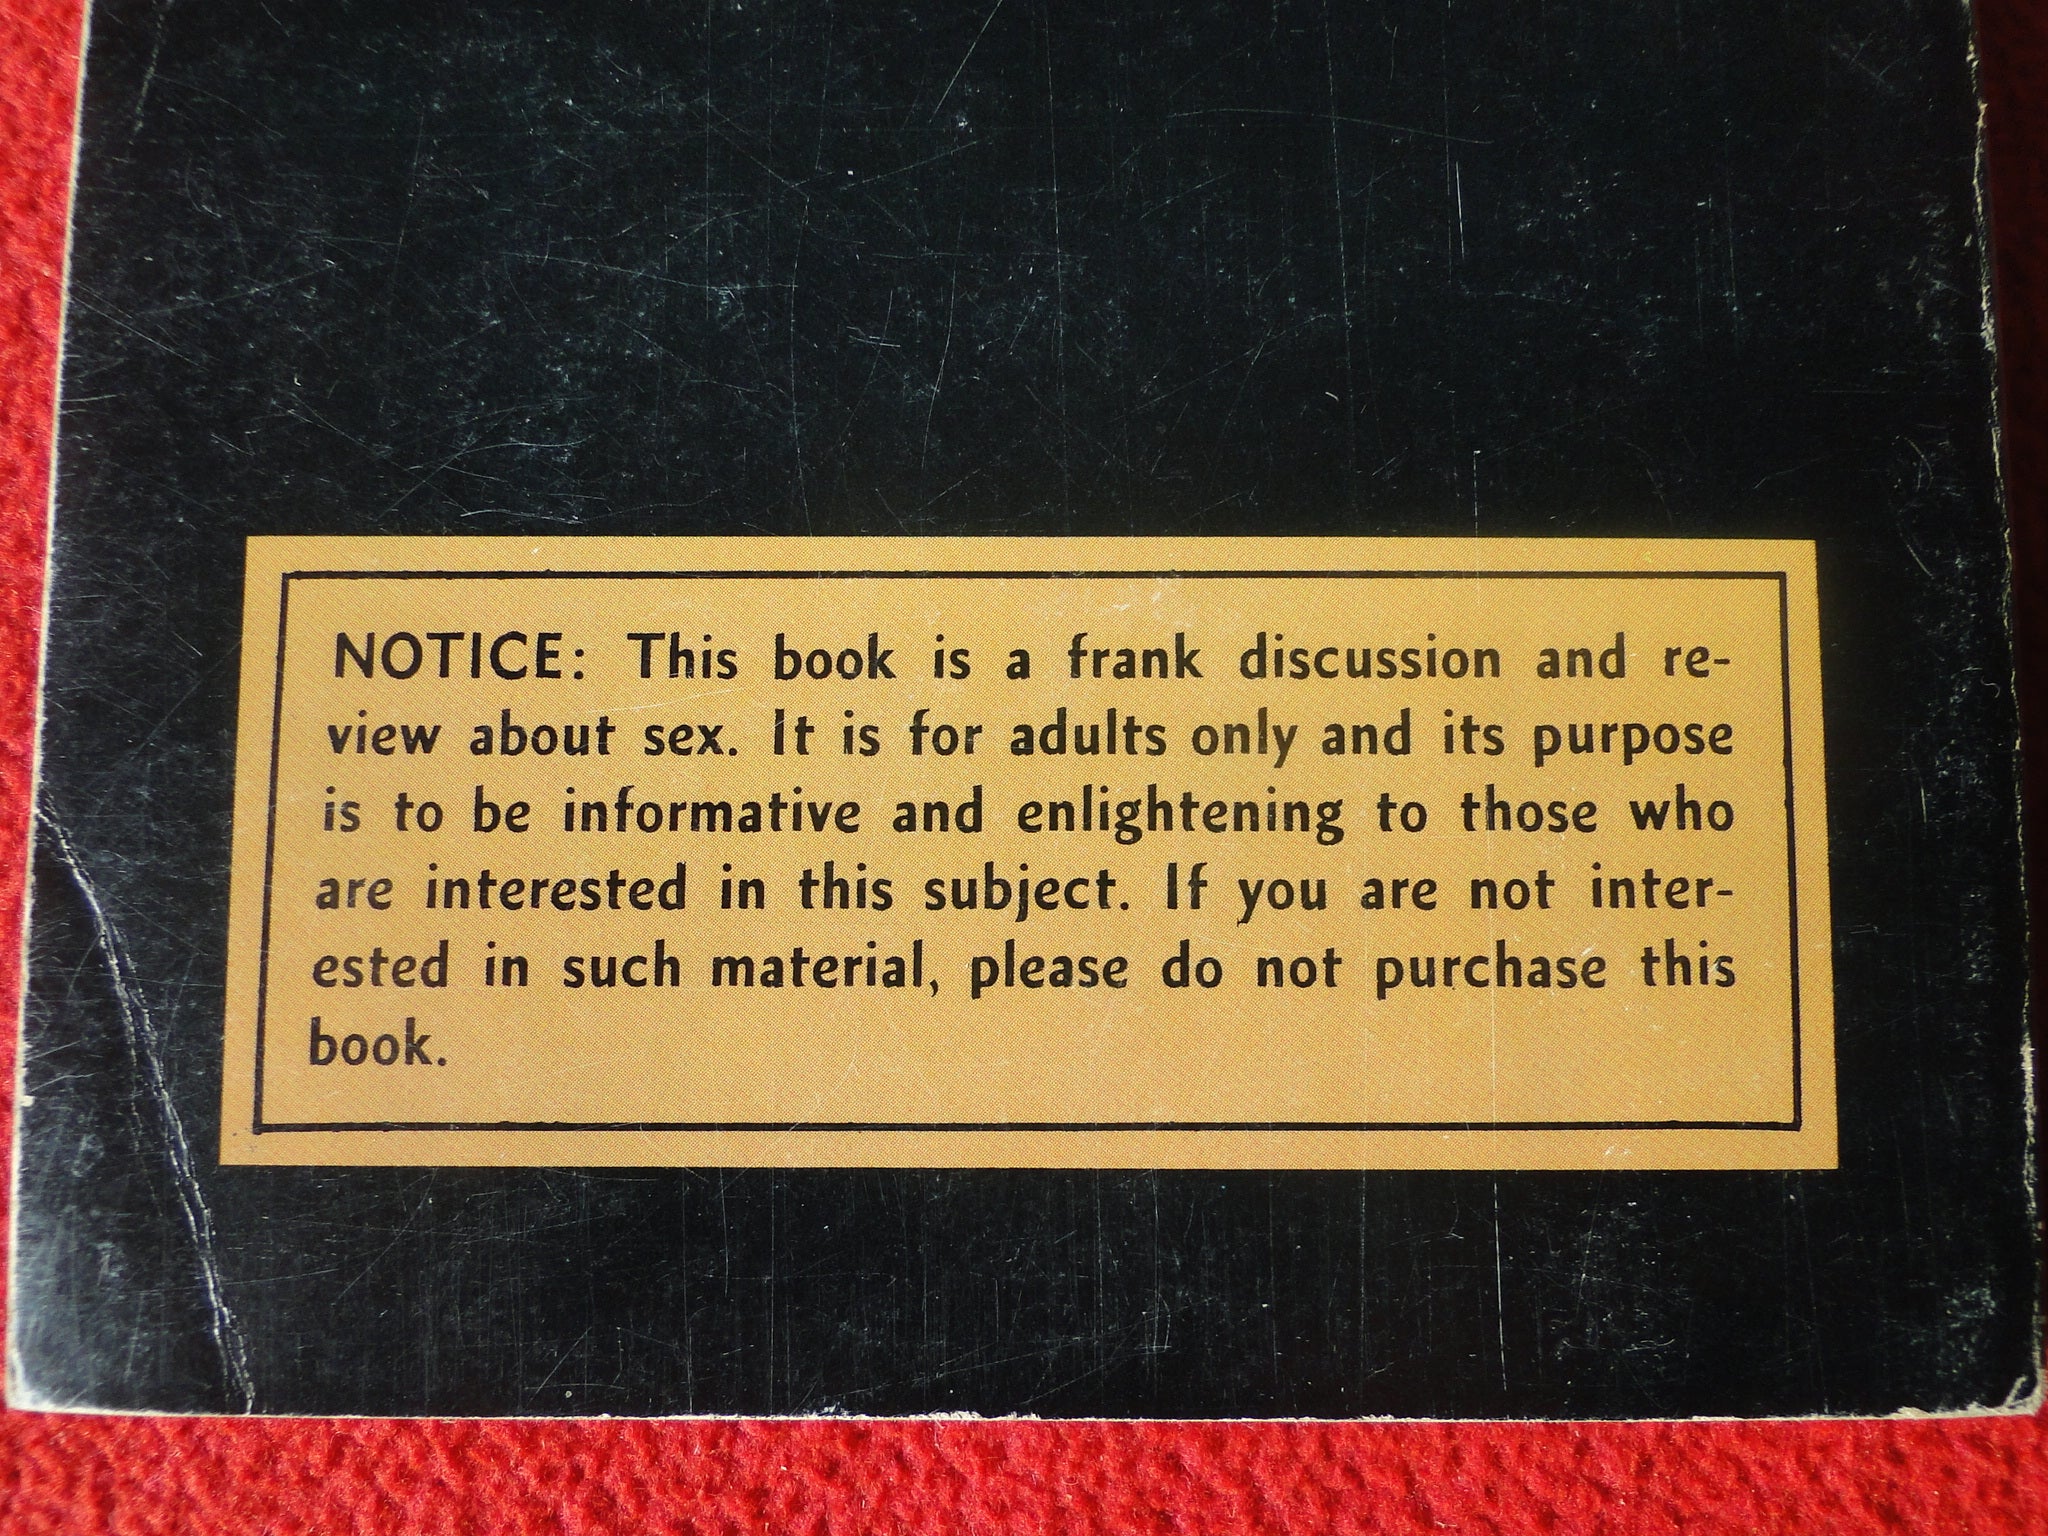 NOTICE: This book is a frank discussion and re-
view about sex. It is for adults only and its purpose
is to be informative and enlightening to those who
are interested in this subject. If you are not inter-
ested in such material, please do not purchase this
book.